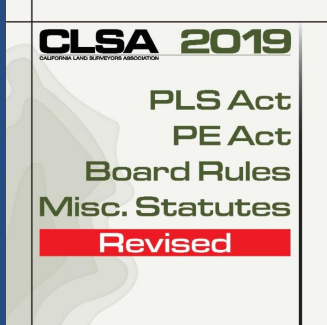 CLSA 2019
CALIFORNIA LAND SURVEYORS ASSOCIATION
PLS Act
PE Act
Board Rules
Misc. Statutes
Revised